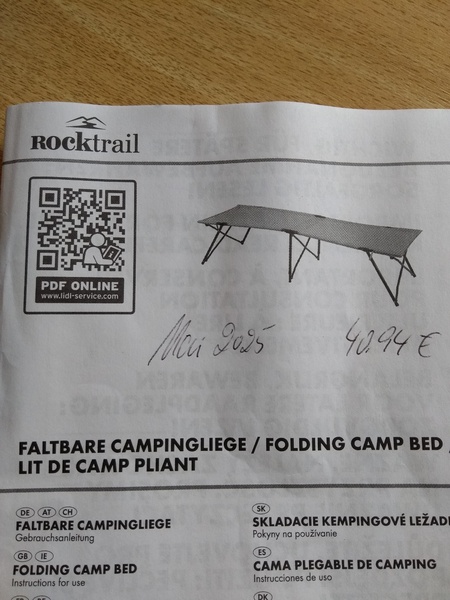 Rocktrail
PDF ONLINE
www.lidl-service.com
Mai 2025 40.94 €
FALTBARE CAMPINGLIEGE / FOLDING CAMP BED /
LIT DE CAMP PLIANT
DE AT CH
FALTBARE CAMPINGLIEGE
Gebrauchsanleitung
GB IE
FOLDING CAMP BED
Instructions for use
SK
SKLADACIE KEMPINGOVÉ
Pokyny na používanie
ES
CAMA PLEGABLE DE CAMPING
Instrucciones de uso
DK